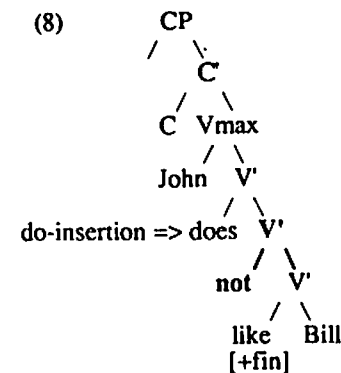 (8) CP
C'
C Vmax
John V'
do-insertion => does V'
not V'
like Bill
[+fin]